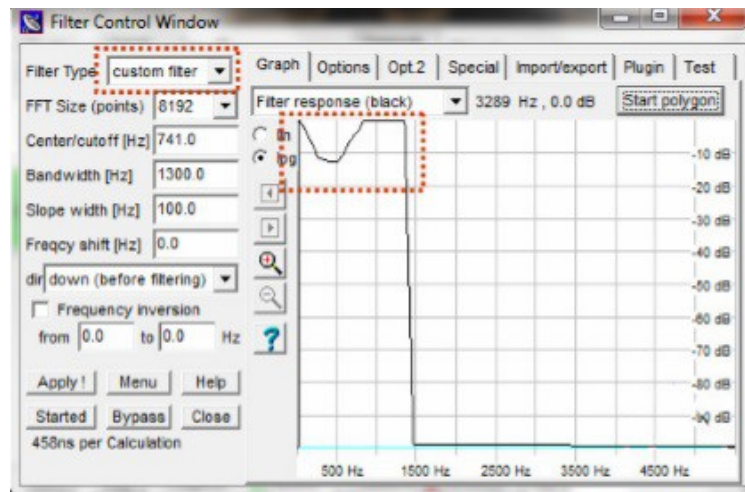 Filter Control Window
Filter Type custom filter
FFT Size (points) 8192
Center/cutoff [Hz] 741.0
Bandwidth [Hz] 1300.0
Slope width [Hz] 100.0
Freqcy shift [Hz] 0.0
dir down (before filtering)
Frequency inversion
from 0.0 to 0.0 Hz
Apply ! Menu Help
Started Bypass Close
458ns per Calculation
Graph Options Opt.2 Special Import/export Plugin Test
Filter response (black) 3289 Hz , 0.0 dB Start polygon
lin
log
-10 dB
-20 dB
-30 dB
-40 dB
-50 dB
-60 dB
-70 dB
-80 dB
-90 dB
500 Hz 1500 Hz 2500 Hz 3500 Hz 4500 Hz